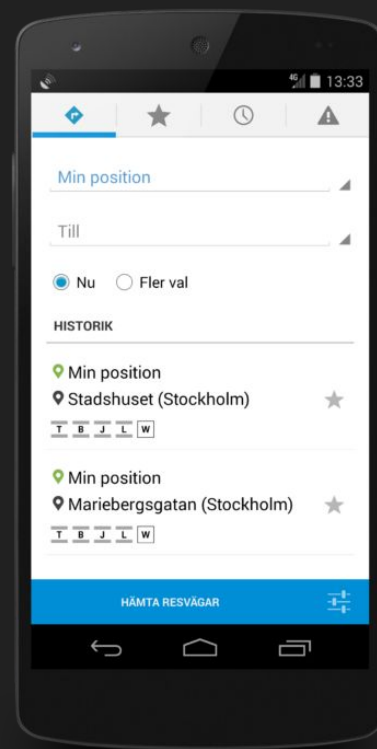 4G 13:33
Min position
Till
Nu Fler val
HISTORIK
Min position
Stadshuset (Stockholm)
T B J L W
Min position
Mariebergsgatan (Stockholm)
T B J L W
HÄMTA RESVÄGAR